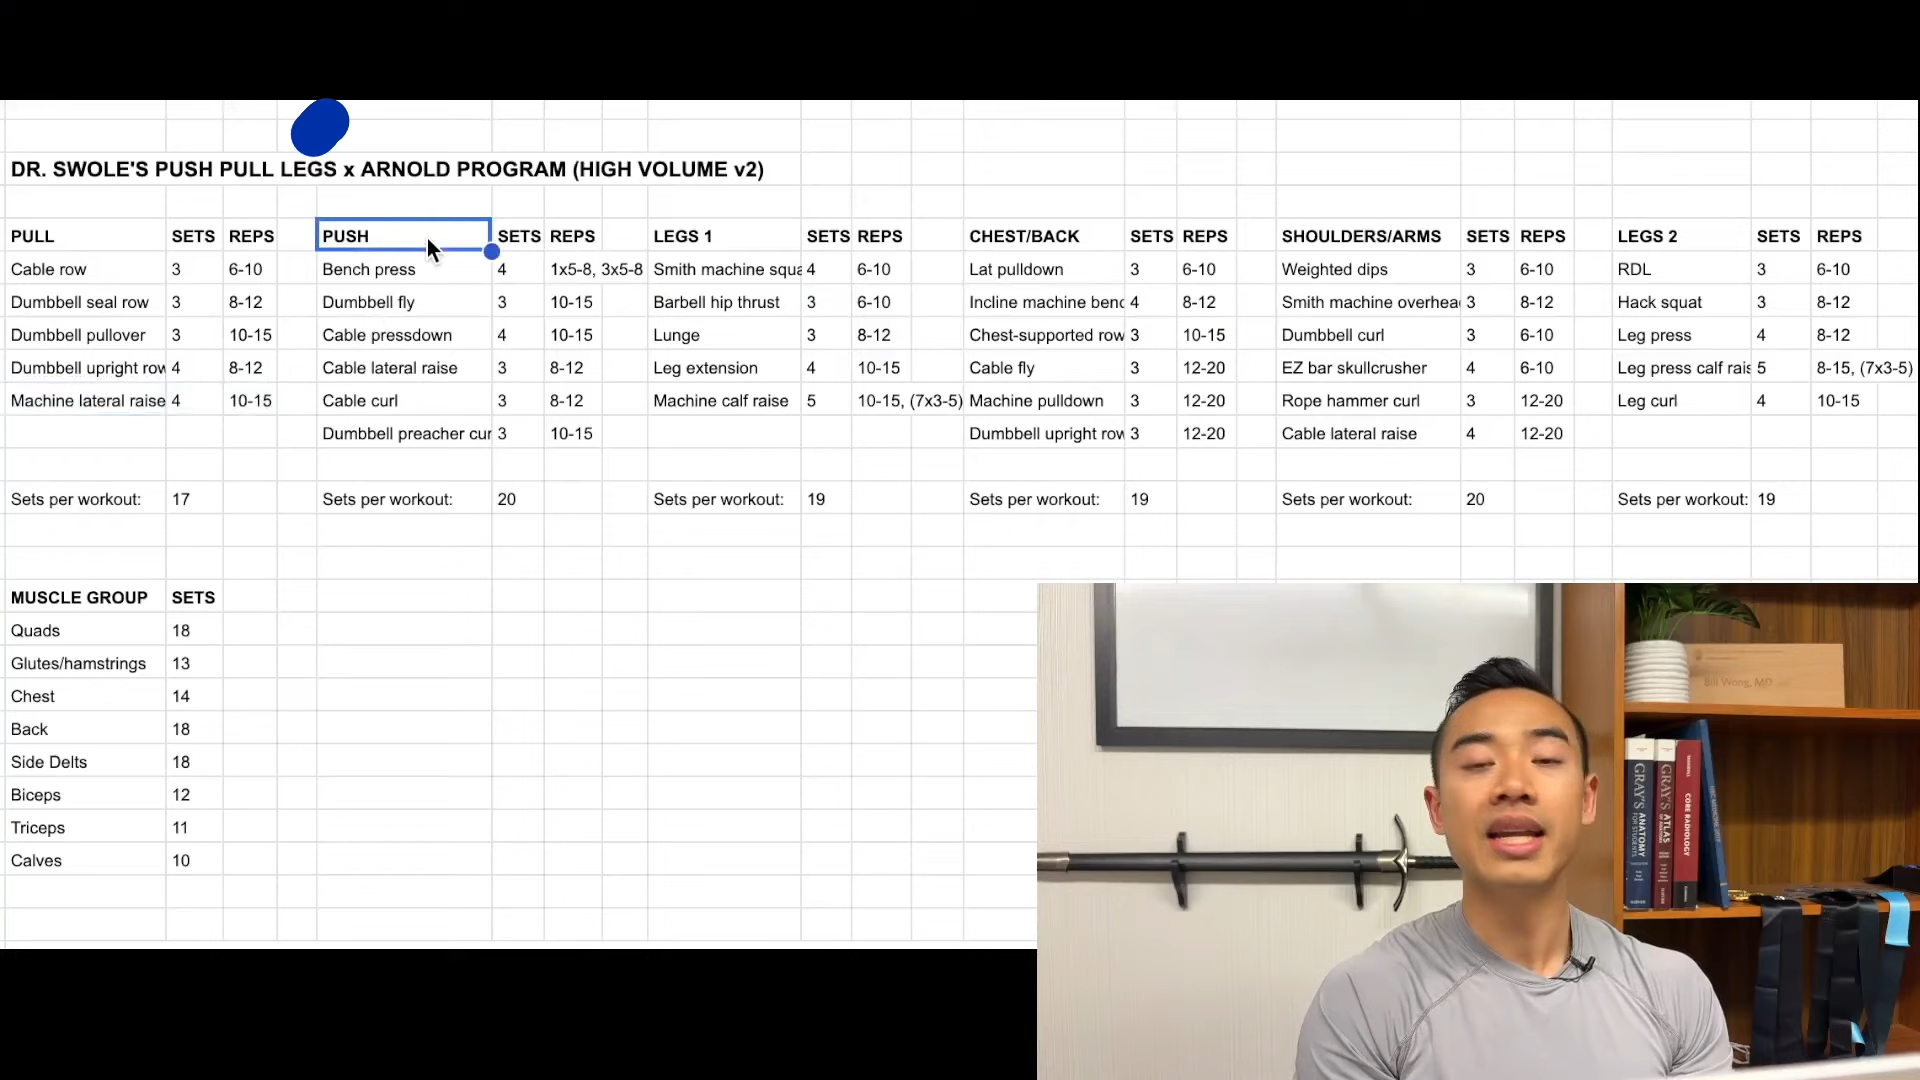 DR. SWOLE'S PUSH PULL LEGS x ARNOLD PROGRAM (HIGH VOLUME v2)
PULL SETS REPS PUSH SETS REPS LEGS 1 SETS REPS CHEST/BACK SETS REPS SHOULDERS/ARMS SETS REPS LEGS 2 SETS REPS
Cable row 3 6-10 Bench press 4 1x5-8, 3x5-8 Smith machine squa 4 6-10 Lat pulldown 3 6-10 Weighted dips 3 6-10 RDL 3 6-10
Dumbbell seal row 3 8-12 Dumbbell fly 3 10-15 Barbell hip thrust 3 6-10 Incline machine benc 4 8-12 Smith machine overhea 3 8-12 Hack squat 3 8-12
Dumbbell pullover 3 10-15 Cable pressdown 4 10-15 Lunge 3 8-12 Chest-supported row 3 10-15 Dumbbell curl 3 6-10 Leg press 4 8-12
Dumbbell upright row 4 8-12 Cable lateral raise 3 8-12 Leg extension 4 10-15 Cable fly 3 12-20 EZ bar skullcrusher 4 6-10 Leg press calf rais 5 8-15, (7x3-5)
Machine lateral raise 4 10-15 Cable curl 3 8-12 Machine calf raise 5 10-15, (7x3-5) Machine pulldown 3 12-20 Rope hammer curl 3 12-20 Leg curl 4 10-15
Dumbbell preacher cur 3 10-15 Dumbbell upright row 3 12-20 Cable lateral raise 4 12-20
Sets per workout: 17 Sets per workout: 20 Sets per workout: 19 Sets per workout: 19 Sets per workout: 20 Sets per workout: 19
MUSCLE GROUP SETS
Quads 18
Glutes/hamstrings 13
Chest 14
Back 18
Side Delts 18
Biceps 12
Triceps 11
Calves 10
Bill Wong, MD
GRAY'S ANATOMY FOR STUDENTS
GRAY'S ATLAS OF ANATOMY
CORE RADIOLOGY